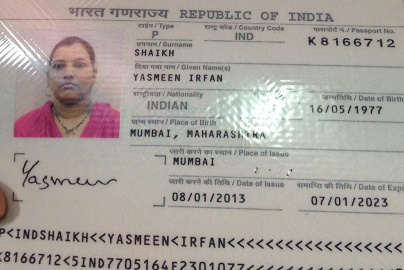 भारत गणराज्य REPUBLIC OF INDIA
टाईप / Type राष्ट्र कोड / Country Code पासपोर्ट नं. / Passport No.
P IND K8166712
उपनाम / Surname
SHAIKH
दिया गया नाम / Given Name(s)
YASMEEN IRFAN
राष्ट्रीयता / Nationality जन्मतिथि / Date of Birth
INDIAN 16/05/1977
जन्म स्थान / Place of Birth
MUMBAI, MAHARASHTRA
जारी करने का स्थान / Place of Issue
MUMBAI
जारी करने की तिथि / Date of Issue समाप्ति की तिथि / Date of Expi
08/01/2013 07/01/2023
Yasmeen
P<INDSHAIKH<<YASMEEN<IRFAN<<<<<<<<<<<<<<<<<
K8166712<5IND7705164F2301077<<<<<<<<